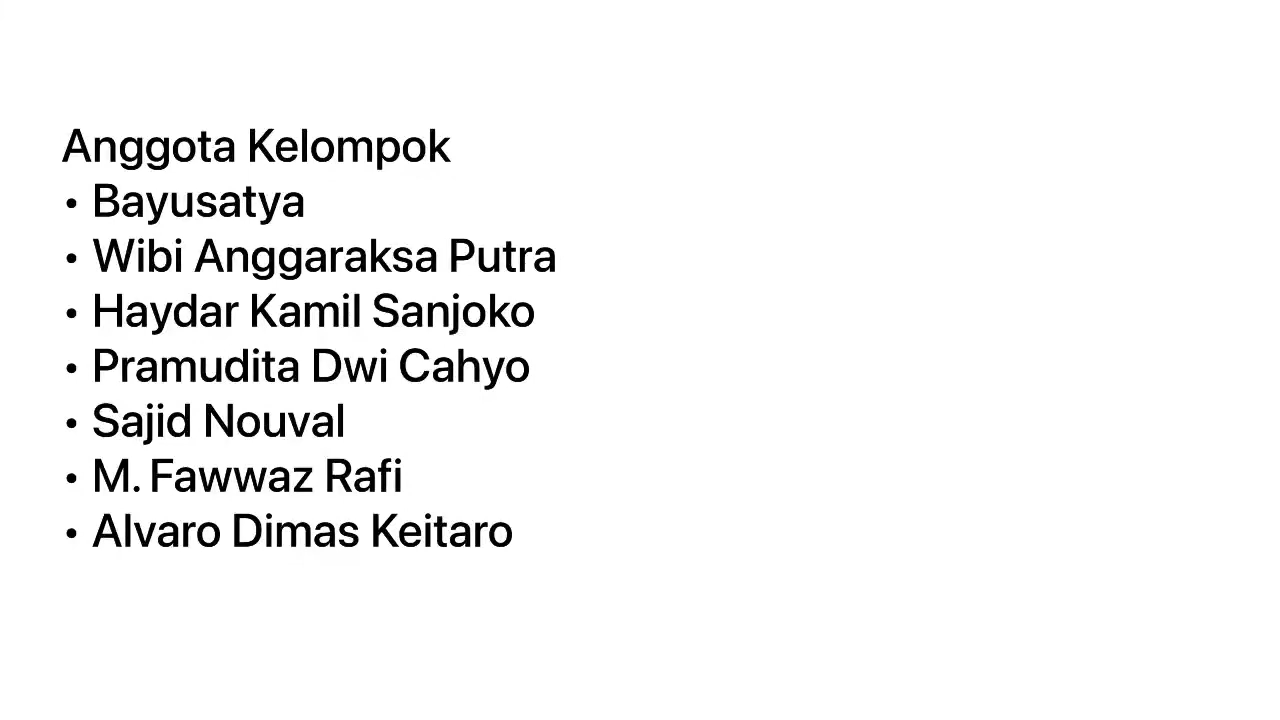 Anggota Kelompok
• Bayusatya
• Wibi Anggaraksa Putra
• Haydar Kamil Sanjoko
• Pramudita Dwi Cahyo
• Sajid Nouval
• M. Fawwaz Rafi
• Alvaro Dimas Keitaro